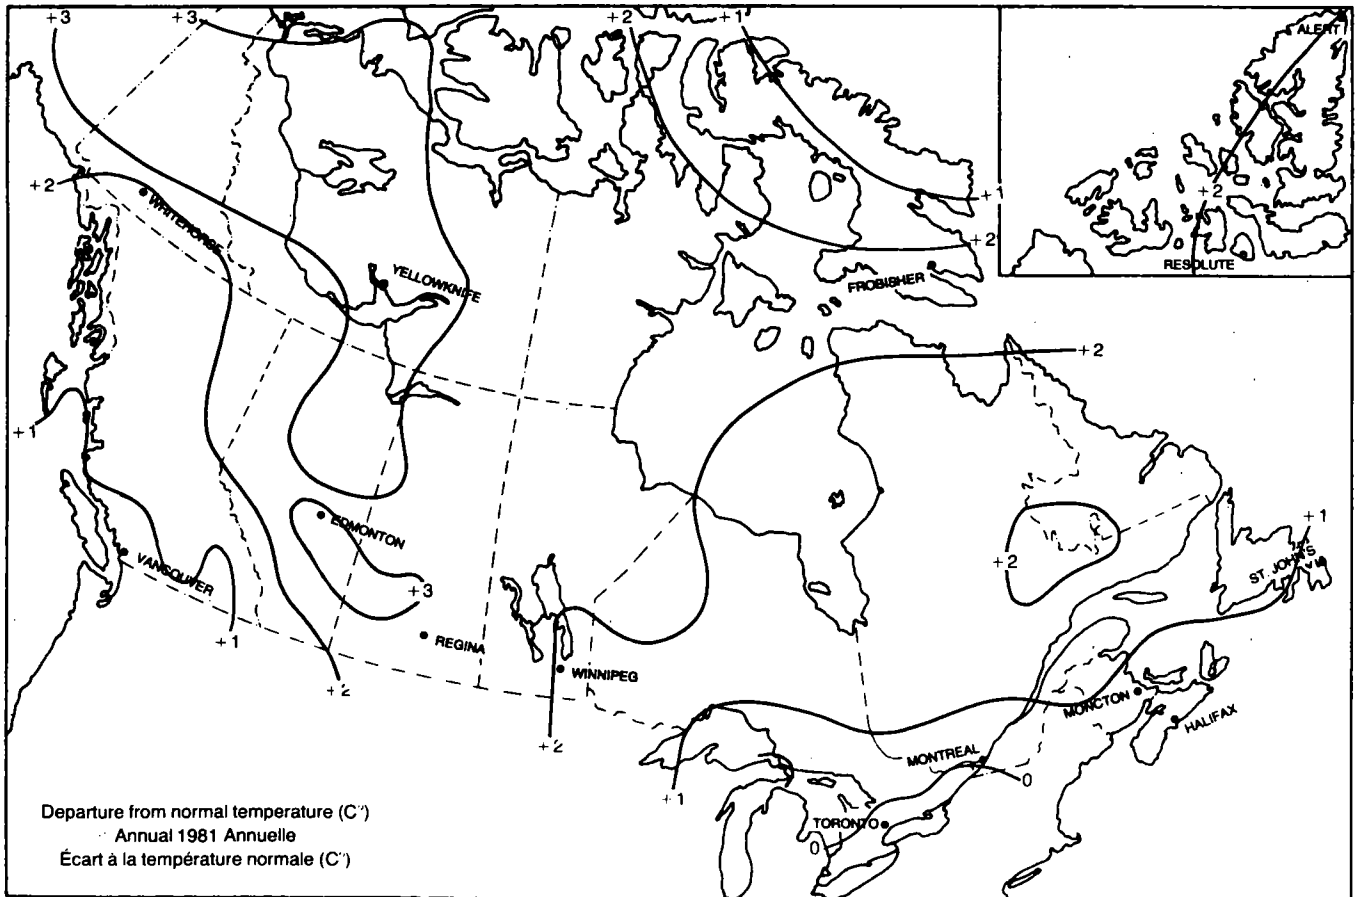 +3
+3
+2
+1
ALERT
+2
WHITEHORSE
+2
RESOLUTE
+1
+2
YELLOWKNIFE
FROBISHER
+2
+1
EDMONTON
+3
VANCOUVER
+1
REGINA
+2
WINNIPEG
+2
+2
+1
ST. JOHN'S
MONCTON
HALIFAX
MONTREAL
0
+1
TORONTO
0
Departure from normal temperature (C°)
Annual 1981 Annuelle
Écart à la température normale (C°)